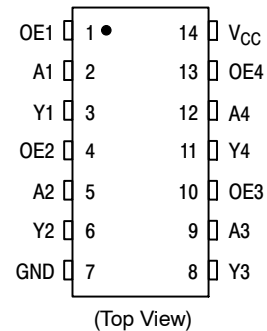 OE1 1 14 VCC
A1 2 13 OE4
Y1 3 12 A4
OE2 4 11 Y4
A2 5 10 OE3
Y2 6 9 A3
GND 7 8 Y3
(Top View)